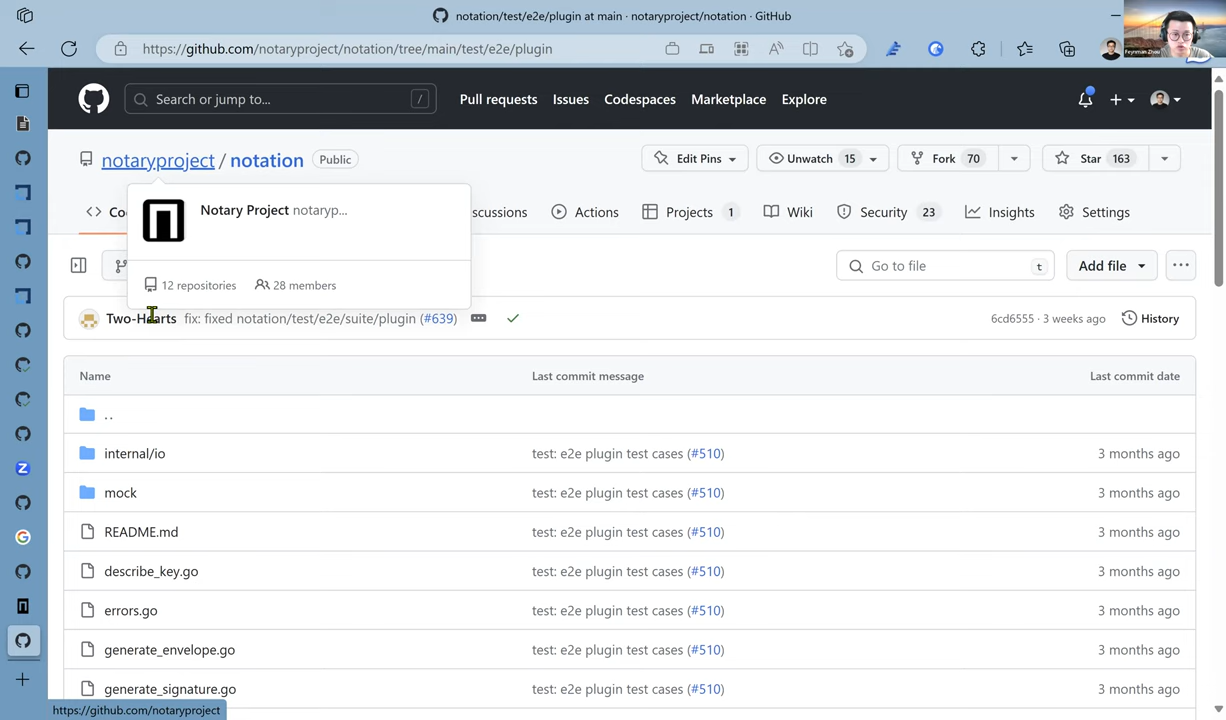 notation/test/e2e/plugin at main · notaryproject/notation · GitHub
https://github.com/notaryproject/notation/tree/main/test/e2e/plugin
Feynman Zhou
Search or jump to...
/
Pull requests
Issues
Codespaces
Marketplace
Explore
notaryproject / notation
Public
Edit Pins
Unwatch 15
Fork 70
Star 163
Notary Project notaryp...
12 repositories
28 members
Co
scussions
Actions
Projects 1
Wiki
Security 23
Insights
Settings
Go to file
t
Add file
Two-Hearts fix: fixed notation/test/e2e/suite/plugin (#639)
6cd6555 · 3 weeks ago
History
Name Last commit message Last commit date
..
internal/io test: e2e plugin test cases (#510) 3 months ago
mock test: e2e plugin test cases (#510) 3 months ago
README.md test: e2e plugin test cases (#510) 3 months ago
describe_key.go test: e2e plugin test cases (#510) 3 months ago
errors.go test: e2e plugin test cases (#510) 3 months ago
generate_envelope.go test: e2e plugin test cases (#510) 3 months ago
generate_signature.go test: e2e plugin test cases (#510) 3 months ago
https://github.com/notaryproject